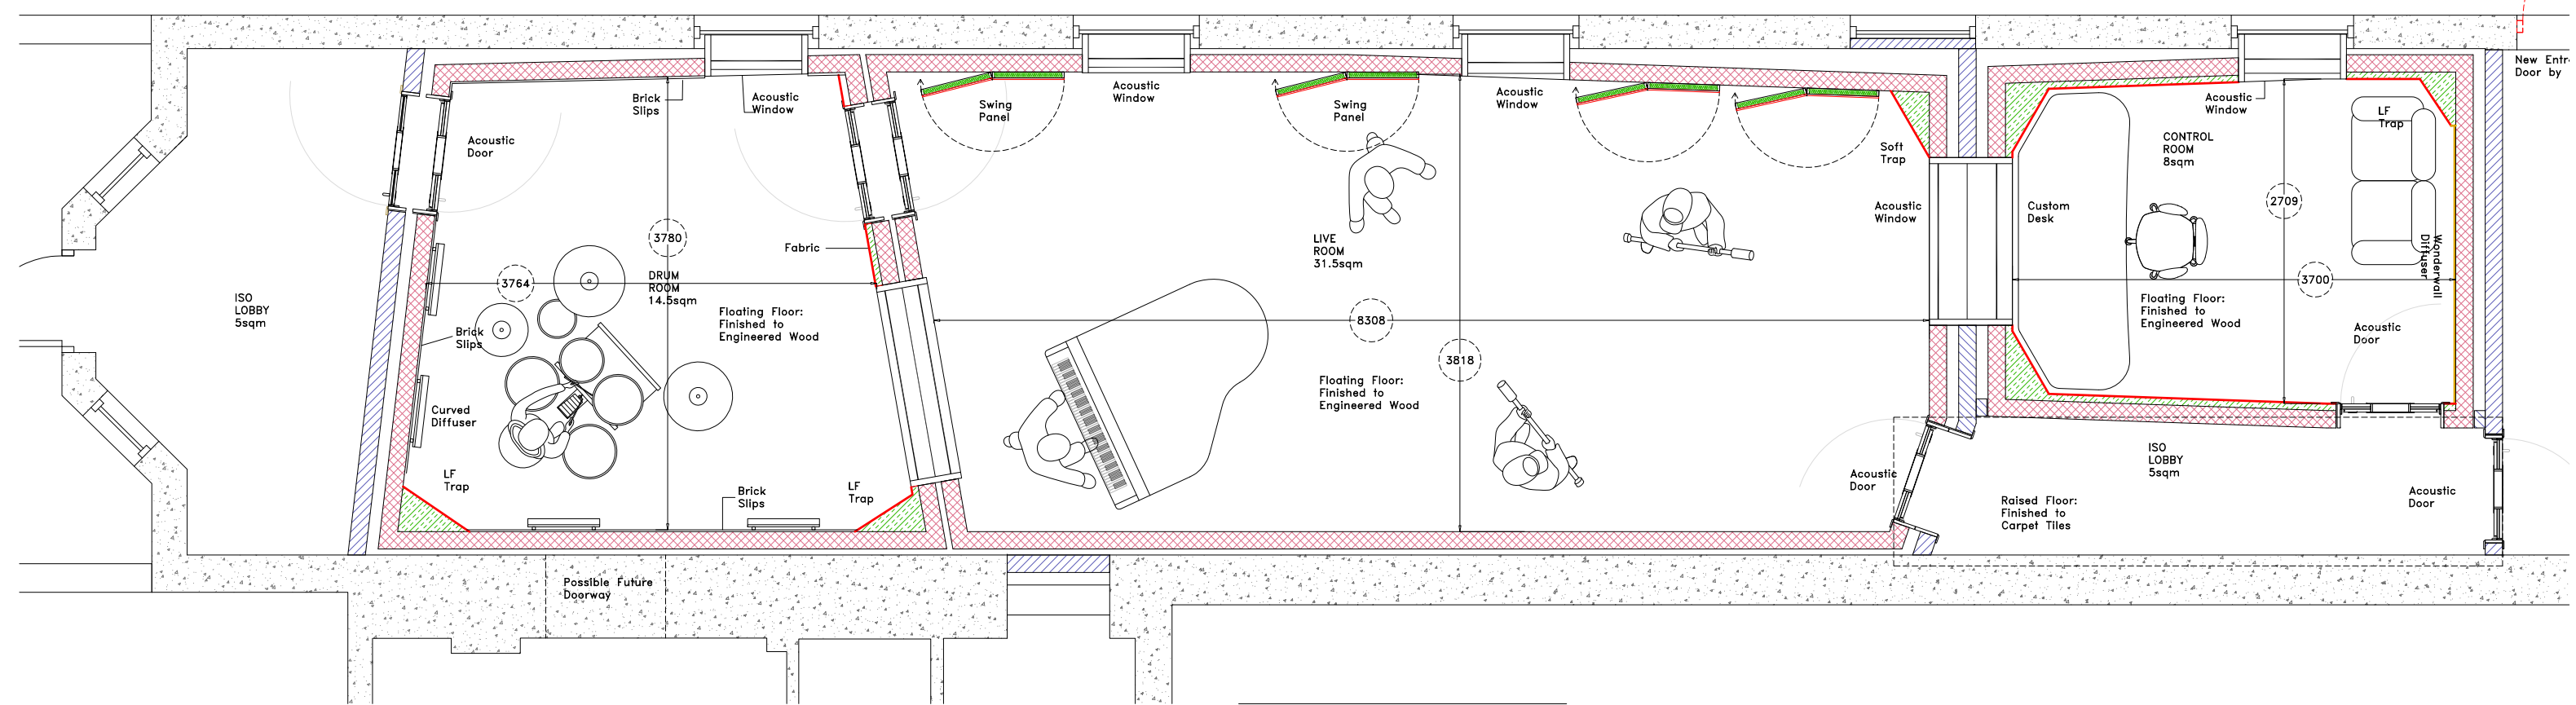 New Entr
Door by
Brick
Slips
Acoustic
Window
Acoustic
Window
Acoustic
Window
Acoustic
Window
LF
Trap
Swing
Panel
Swing
Panel
Acoustic
Door
CONTROL
ROOM
8sqm
Soft
Trap
Acoustic
Window
Custom
Desk
2709
3780
Fabric
LIVE
ROOM
31.5sqm
Wonderwall
Diffuser
3764
DRUM
ROOM
14.5sqm
3700
ISO
LOBBY
5sqm
Floating Floor:
Finished to
Engineered Wood
Floating Floor:
Finished to
Engineered Wood
8308
Brick
Slips
Acoustic
Door
3818
Floating Floor:
Finished to
Engineered Wood
Curved
Diffuser
ISO
LOBBY
5sqm
LF
Trap
LF
Trap
Brick
Slips
Acoustic
Door
Raised Floor:
Finished to
Carpet Tiles
Acoustic
Door
Possible Future
Doorway